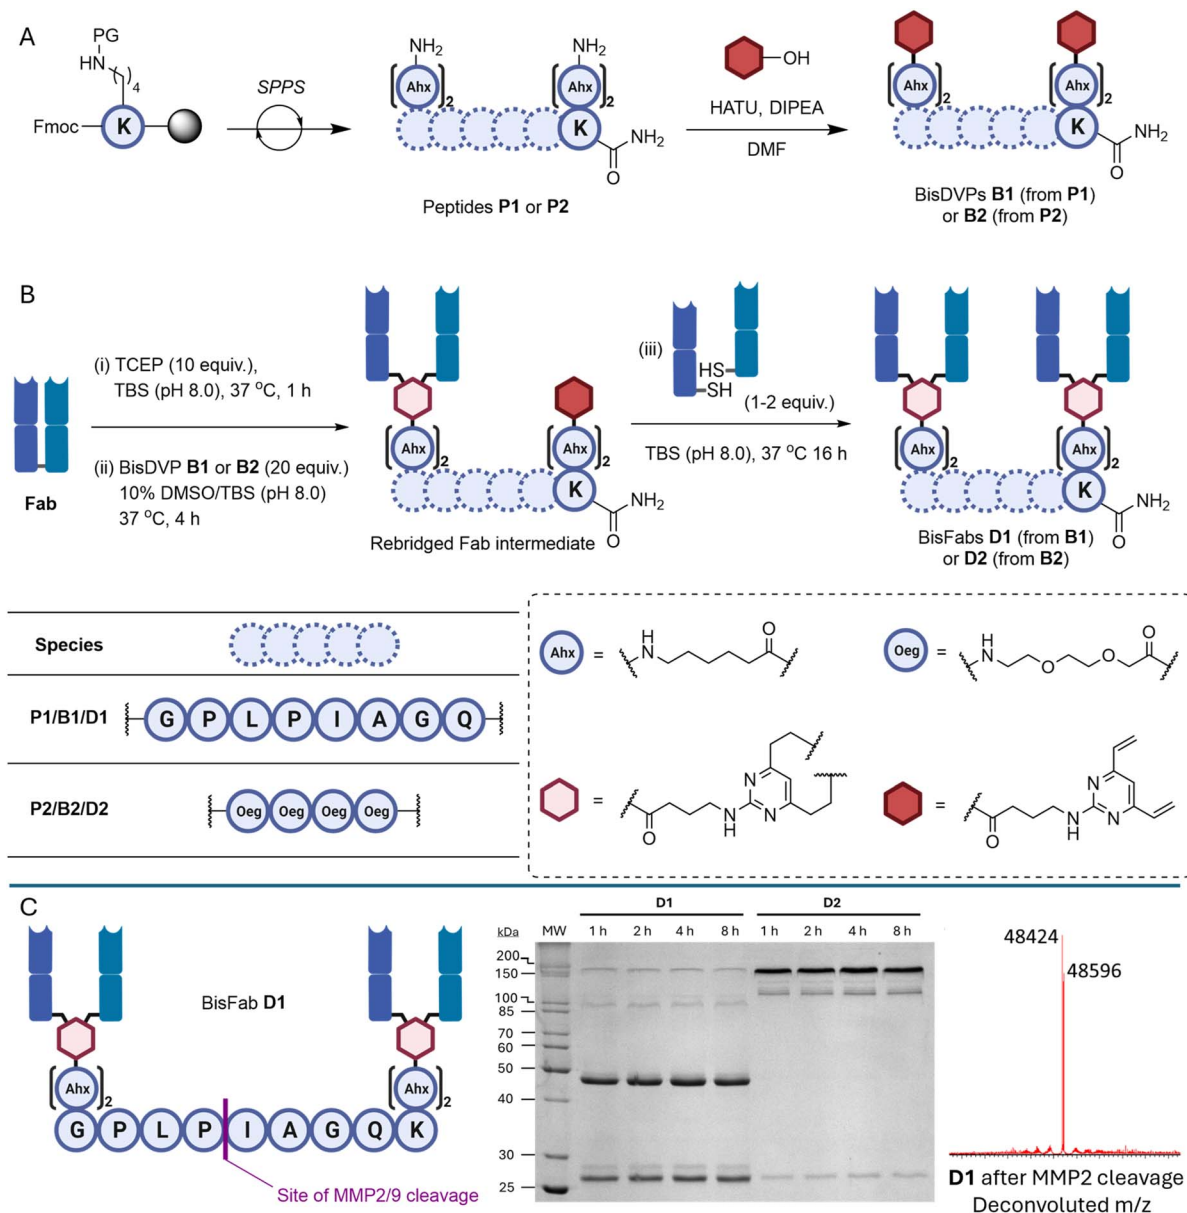 A
PG
HN
4
Fmoc
K
SPPS
NH2
NH2
Ahx
2
Ahx
2
K
NH2
O
Peptides P1 or P2
OH
HATU, DIPEA
DMF
Ahx
2
Ahx
2
K
NH2
O
BisDVPs B1 (from P1)
or B2 (from P2)
B
Fab
(i) TCEP (10 equiv.),
TBS (pH 8.0), 37 °C, 1 h
(ii) BisDVP B1 or B2 (20 equiv.)
10% DMSO/TBS (pH 8.0)
37 °C, 4 h
Ahx
2
Ahx
2
K
NH2
O
Rebridged Fab intermediate
(iii)
HS
SH
(1-2 equiv.)
TBS (pH 8.0), 37 °C 16 h
Ahx
2
Ahx
2
K
NH2
O
BisFabs D1 (from B1)
or D2 (from B2)
Species
P1/B1/D1
G P L P I A G Q
P2/B2/D2
Oeg Oeg Oeg Oeg
Ahx =
H
N
O
Oeg =
H
N
O
O
O
=
O
N
H
N
N
=
O
N
H
N
N
C
BisFab D1
Ahx
2
Ahx
2
G P L P I A G Q K
Site of MMP2/9 cleavage
D1 D2
kDa MW 1 h 2 h 4 h 8 h 1 h 2 h 4 h 8 h
200
150
100
85
70
60
50
40
30
25
48424
48596
D1 after MMP2 cleavage
Deconvoluted m/z